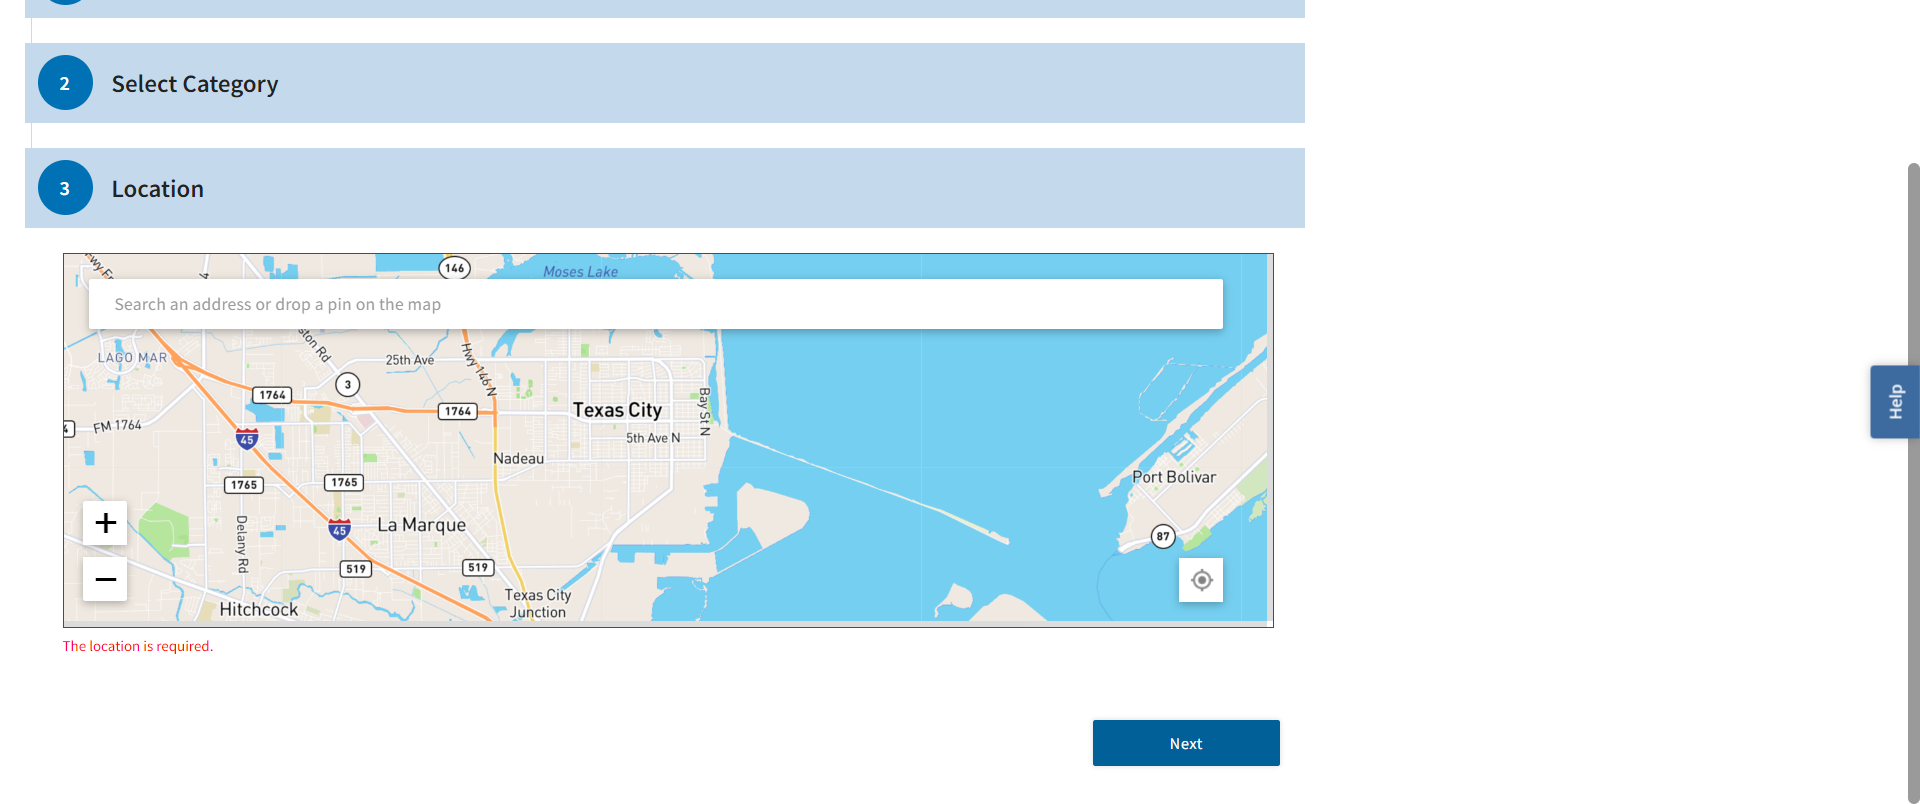 2
Select Category
3
Location
146
Moses Lake
Search an address or drop a pin on the map
LAGO MAR
25th Ave
Hwy 146 N
3
1764
1764
Texas City
Bay St N
FM 1764
45
5th Ave N
Nadeau
Port Bolivar
1765
1765
Help
+
Delany Rd
45
La Marque
87
−
519
519
Texas City
Junction
Hitchcock
The location is required.
Next